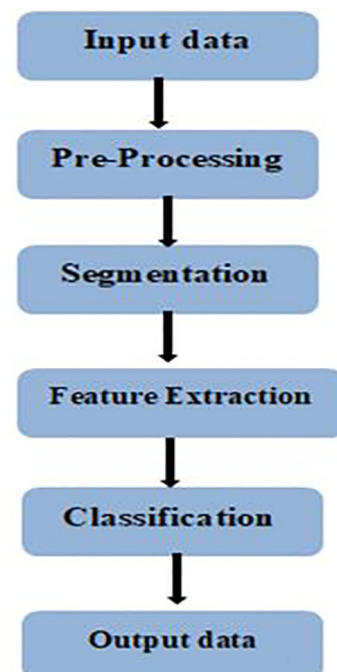 Input data
Pre-Processing
Segmentation
Feature Extraction
Classification
Output data